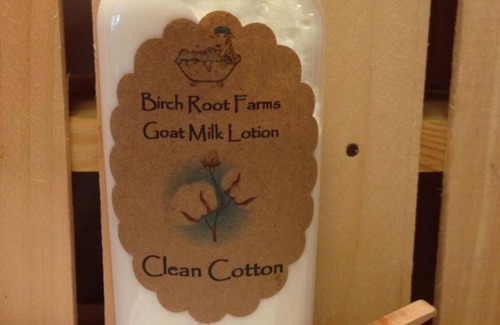 Birch Root Farms
Goat Milk Lotion
Clean Cotton